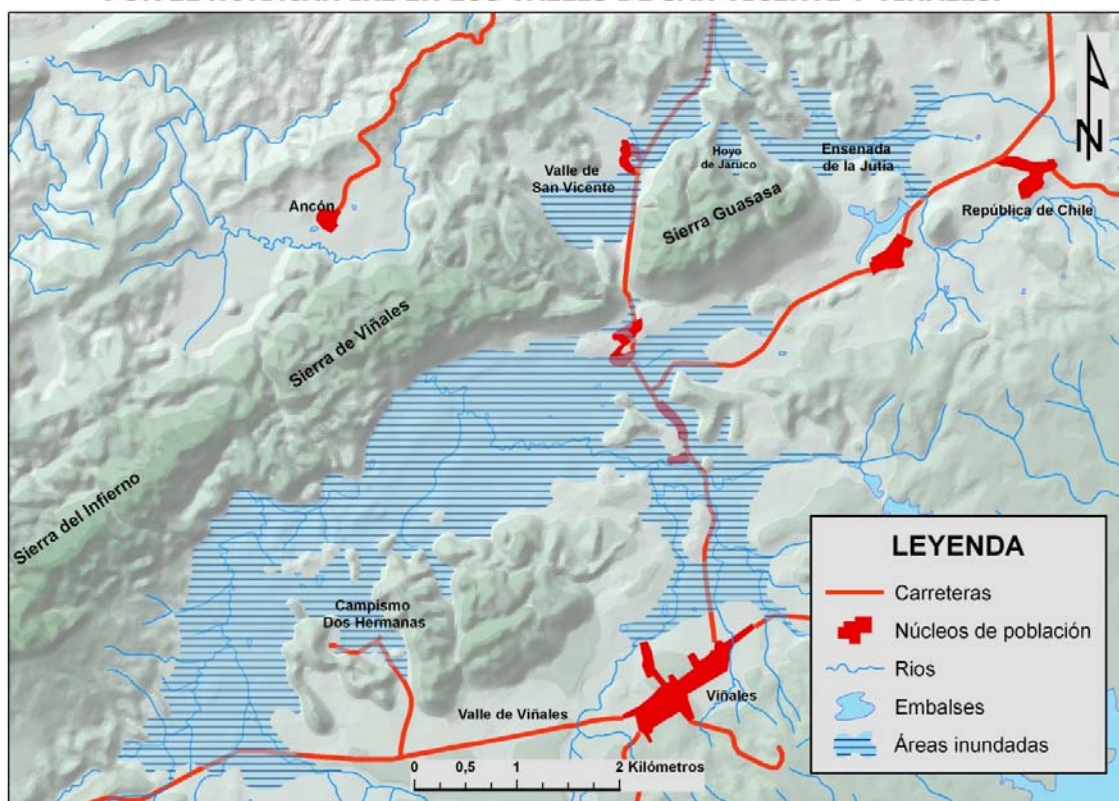 Hoyo
de Jaruco
Ensenada
de la Jutía
Valle de
San Vicente
Ancón
República de Chile
Sierra Guasasa
Sierra de Viñales
Sierra del Infierno
N
Campismo
Dos Hermanas
Valle de Viñales
Viñales
0 0,5 1 2 Kilómetros
LEYENDA
Carreteras
Núcleos de población
Rios
Embalses
Áreas inundadas